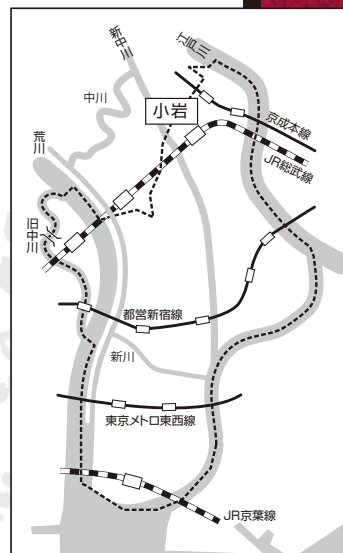 新中川
江戸川
中川
小岩
京成本線
JR総武線
荒川
旧中川
都営新宿線
新川
東京メトロ東西線
JR京葉線